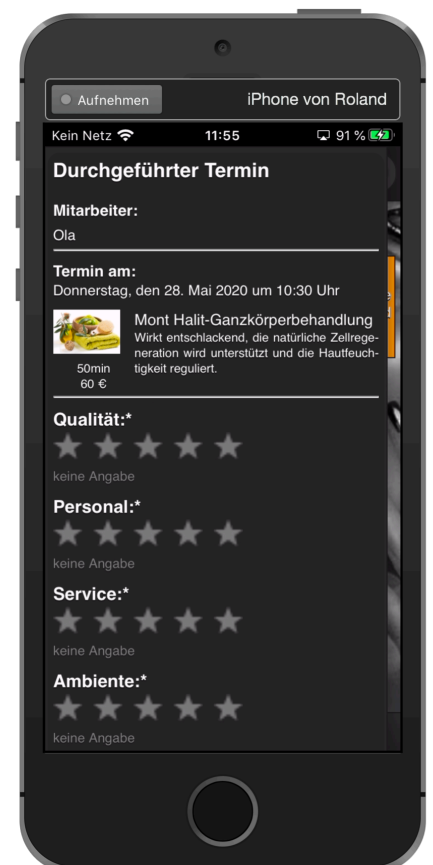 Aufnehmen
iPhone von Roland
Kein Netz 11:55 91 %
Durchgeführter Termin
Mitarbeiter:
Ola
Termin am:
Donnerstag, den 28. Mai 2020 um 10:30 Uhr
Mont Halit-Ganzkörperbehandlung
Wirkt entschlackend, die natürliche Zellrege-
neration wird unterstützt und die Hautfeuch-
tigkeit reguliert.
50min
60 €
Qualität:*
keine Angabe
Personal:*
keine Angabe
Service:*
keine Angabe
Ambiente:*
keine Angabe